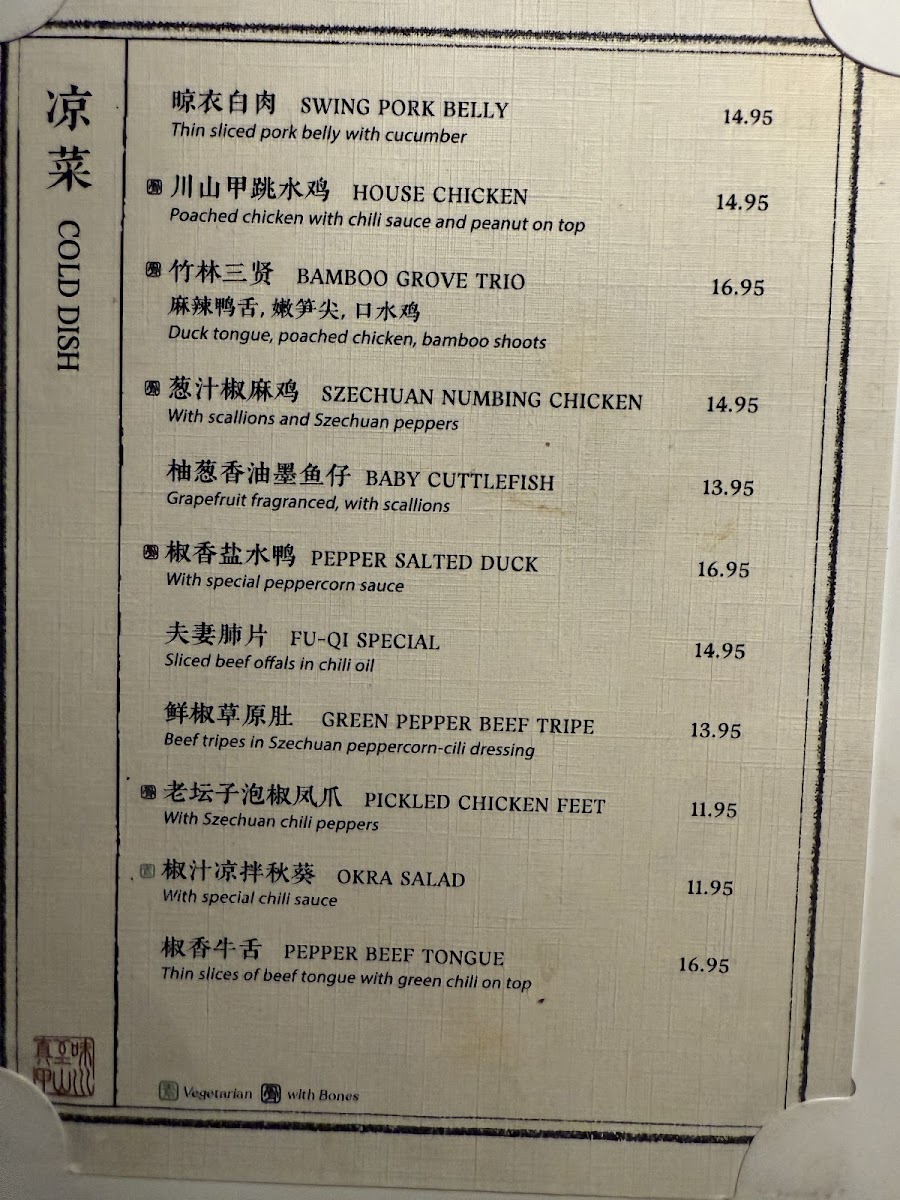 凉菜 COLD DISH
晾衣白肉 SWING PORK BELLY 14.95
Thin sliced pork belly with cucumber
川山甲跳水鸡 HOUSE CHICKEN 14.95
Poached chicken with chili sauce and peanut on top
竹林三贤 BAMBOO GROVE TRIO 16.95
麻辣鸭舌, 嫩笋尖, 口水鸡
Duck tongue, poached chicken, bamboo shoots
葱汁椒麻鸡 SZECHUAN NUMBING CHICKEN 14.95
With scallions and Szechuan peppers
柚葱香油墨鱼仔 BABY CUTTLEFISH 13.95
Grapefruit fragranced, with scallions
椒香盐水鸭 PEPPER SALTED DUCK 16.95
With special peppercorn sauce
夫妻肺片 FU-QI SPECIAL 14.95
Sliced beef offals in chili oil
鲜椒草原肚 GREEN PEPPER BEEF TRIPE 13.95
Beef tripes in Szechuan peppercorn-cili dressing
老坛子泡椒凤爪 PICKLED CHICKEN FEET 11.95
With Szechuan chili peppers
椒汁凉拌秋葵 OKRA SALAD 11.95
With special chili sauce
椒香牛舌 PEPPER BEEF TONGUE 16.95
Thin slices of beef tongue with green chill on top
Vegetarian with Bones